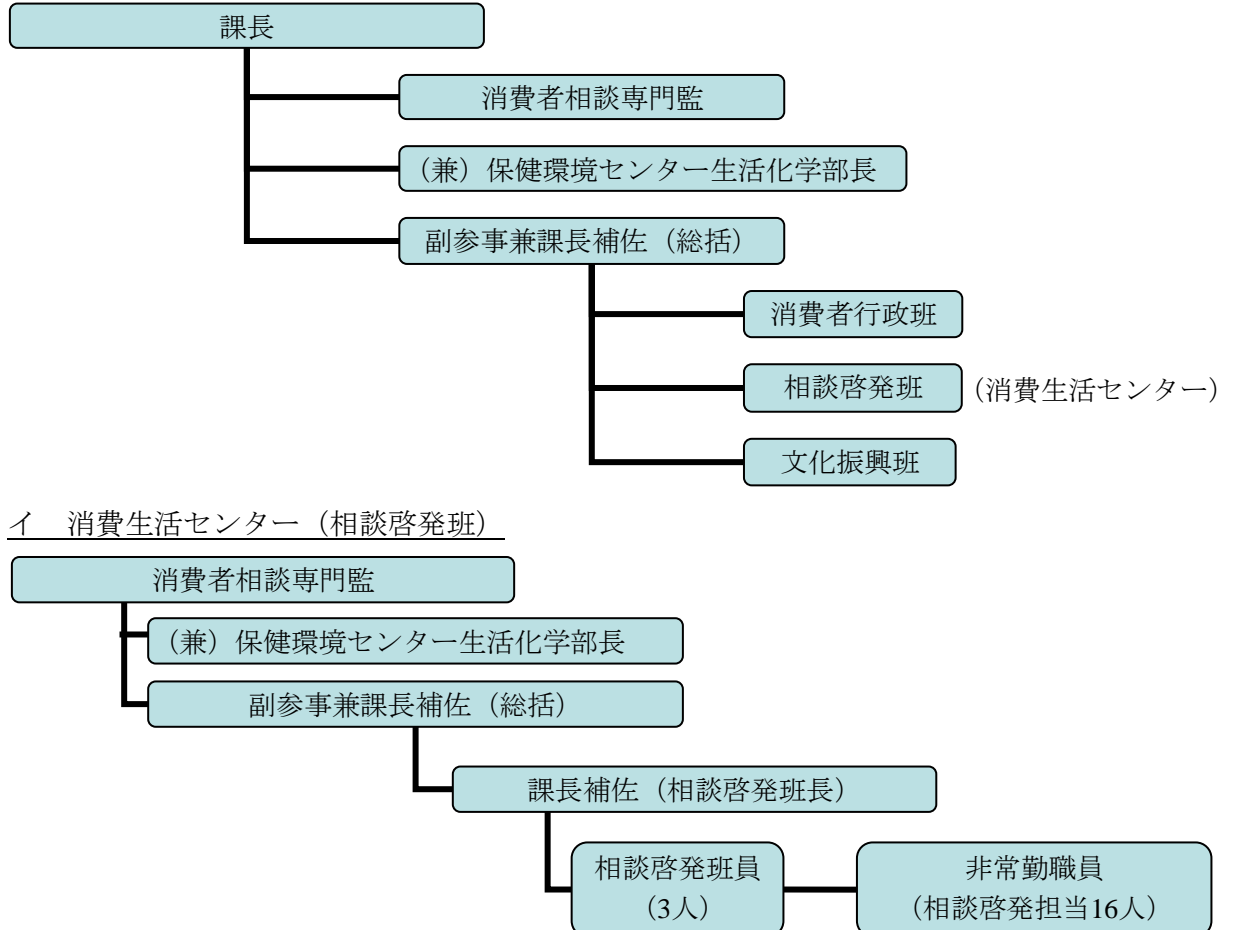 課長
消費者相談専門監
（兼）保健環境センター生活化学部長
副参事兼課長補佐（総括）
消費者行政班
相談啓発班
（消費生活センター）
文化振興班
イ　消費生活センター（相談啓発班）
消費者相談専門監
（兼）保健環境センター生活化学部長
副参事兼課長補佐（総括）
課長補佐（相談啓発班長）
相談啓発班員
（3人）
非常勤職員
（相談啓発担当16人）